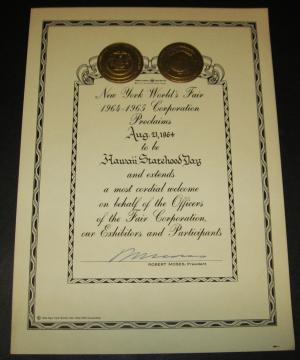 New York World's Fair
1964-1965 Corporation
Proclaims
Aug. 21, 1964
to be
Hawaii Statehood Day
and extends
a most cordial welcome
on behalf of the Officers
of the Fair Corporation,
our Exhibitors and Participants
ROBERT MOSES, President